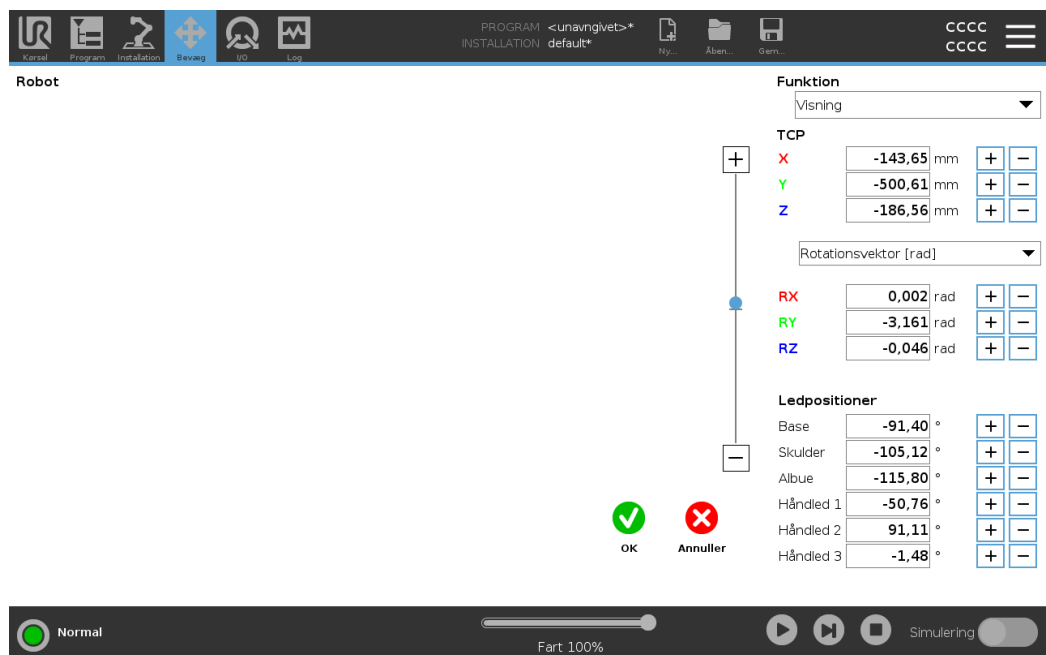 UR
Kørsel Program Installation Bevæg I/O Log
PROGRAM <unavngivet>*
INSTALLATION default*
Ny... Åben... Gem...
cccc
cccc
Robot
Funktion
Visning
TCP
X -143,65 mm + −
Y -500,61 mm + −
Z -186,56 mm + −
Rotationsvektor [rad]
RX 0,002 rad + −
RY -3,161 rad + −
RZ -0,046 rad + −
Ledpositioner
Base -91,40 ° + −
Skulder -105,12 ° + −
Albue -115,80 ° + −
Håndled 1 -50,76 ° + −
Håndled 2 91,11 ° + −
Håndled 3 -1,48 ° + −
OK Annuller
Normal
Fart 100%
Simulering